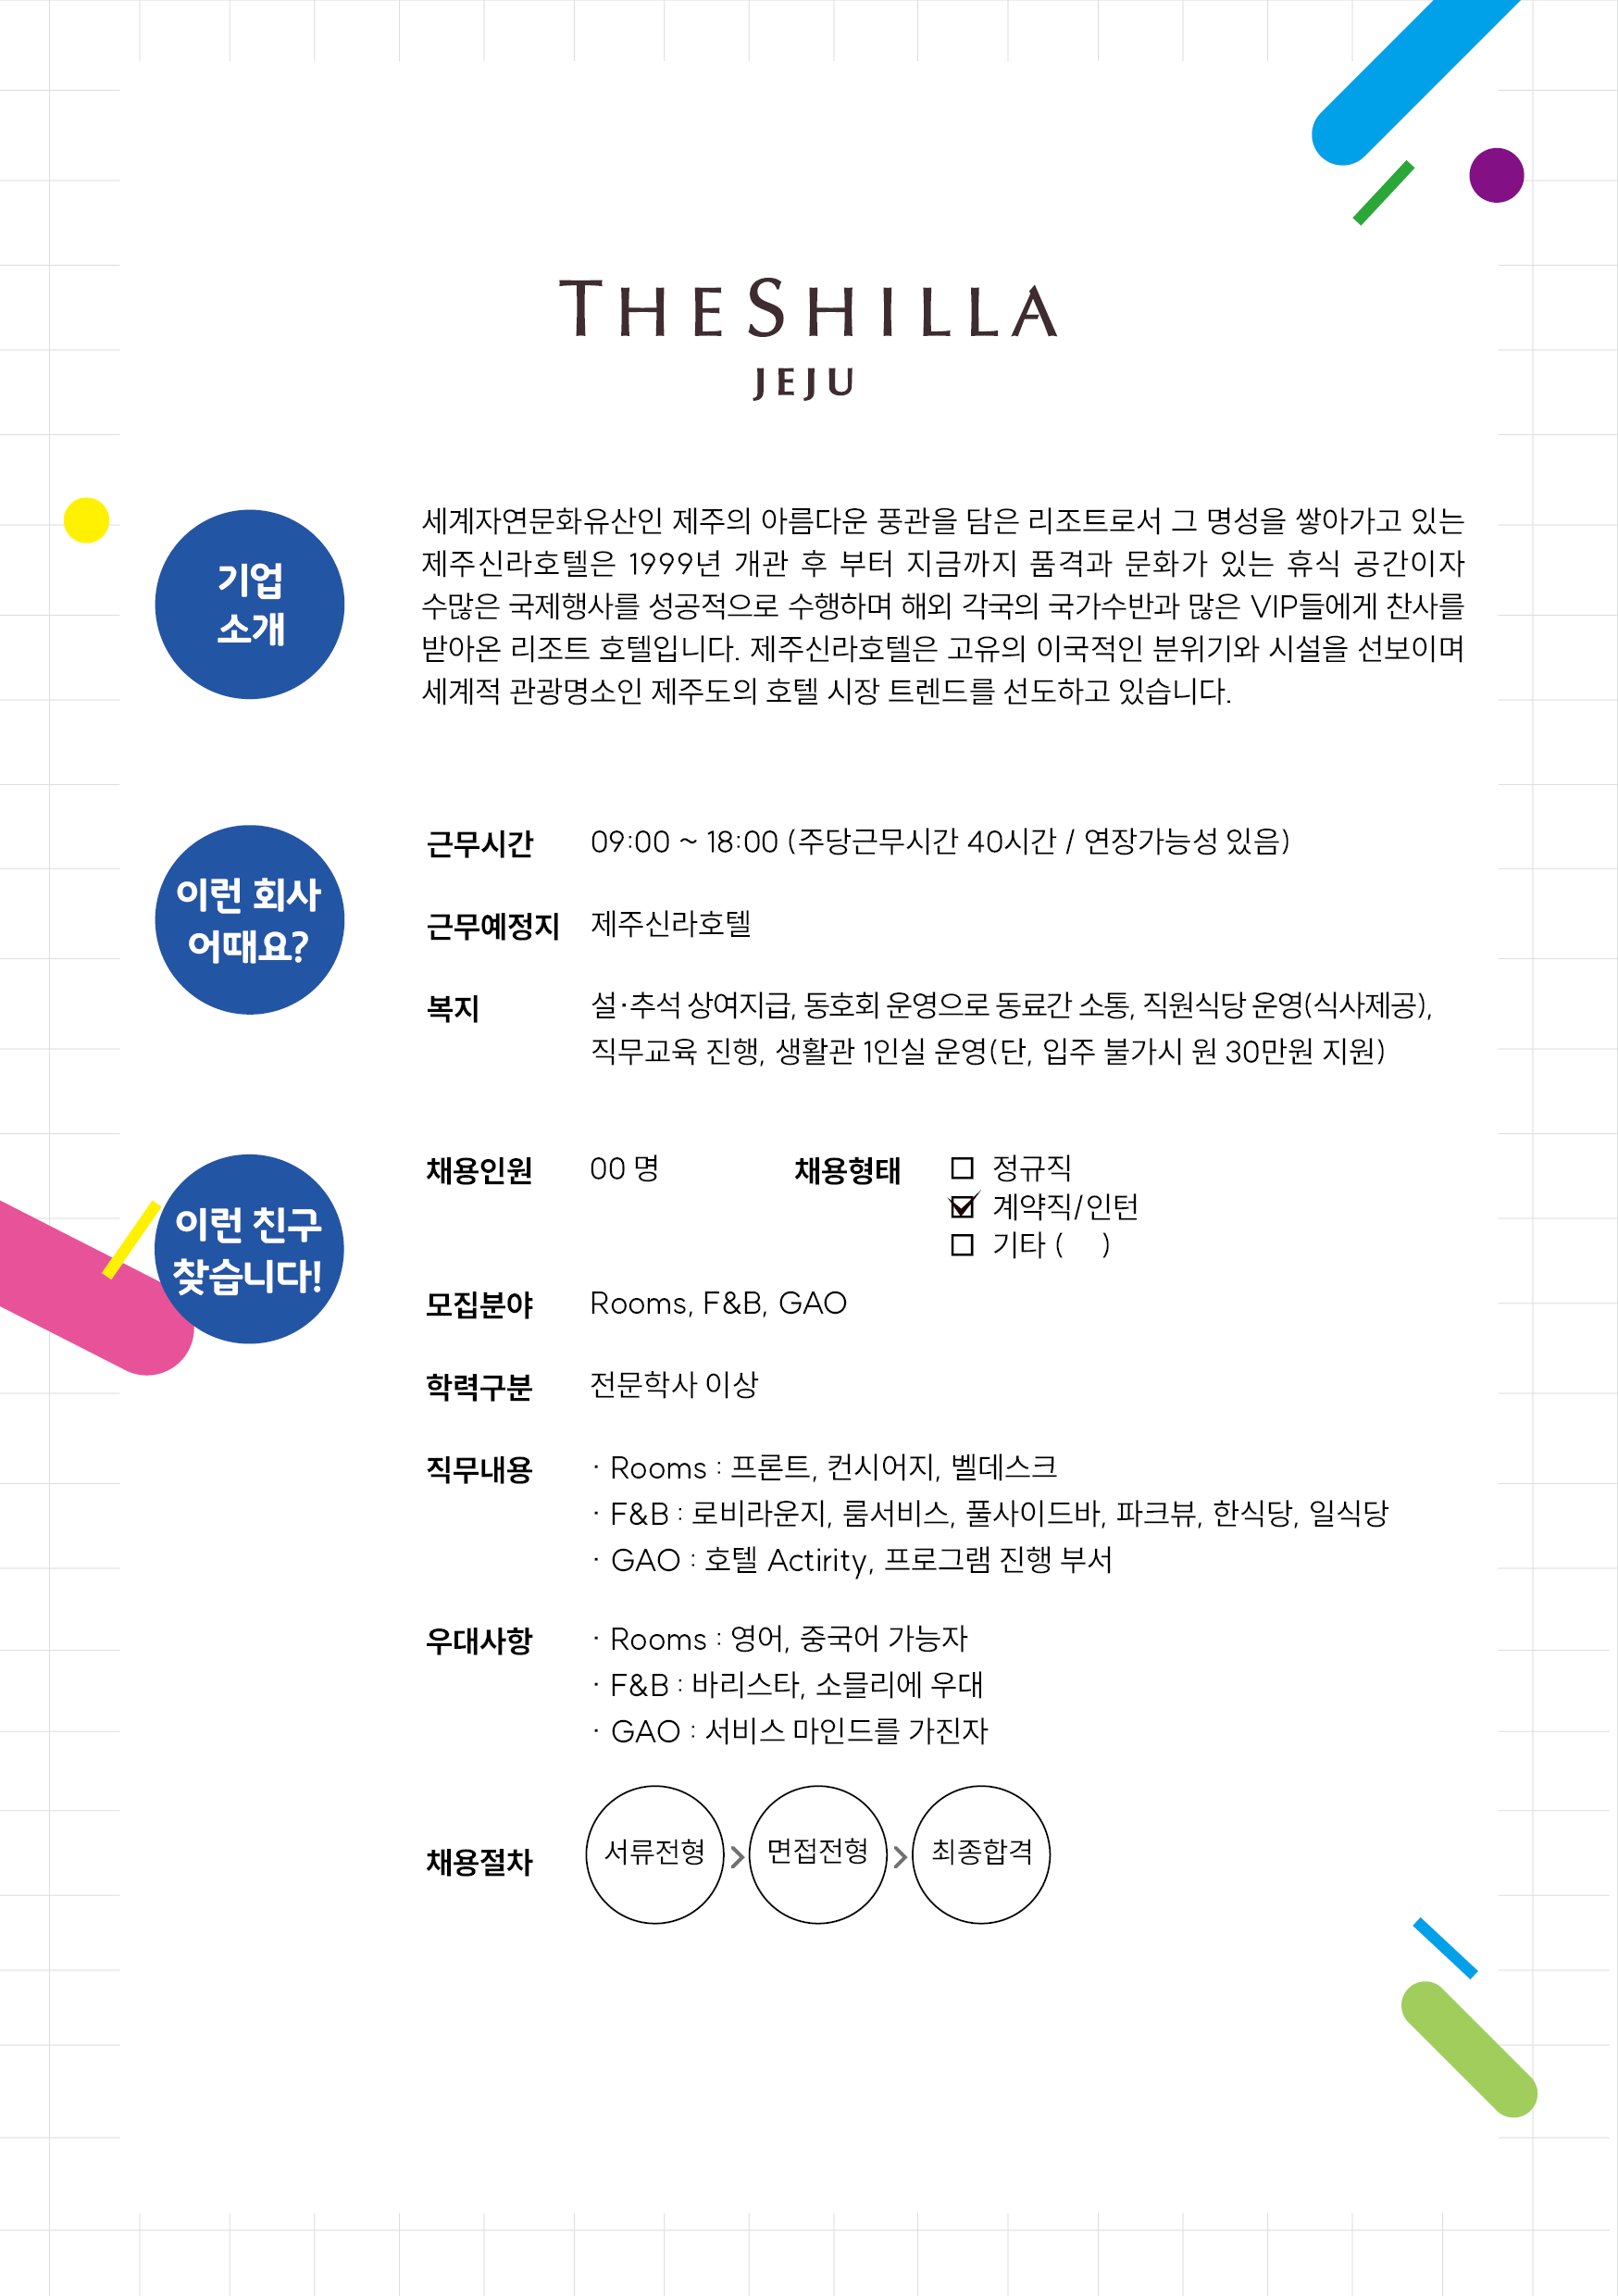 THE SHILLA
JEJU
기업
소개
세계자연문화유산인 제주의 아름다운 풍관을 담은 리조트로서 그 명성을 쌓아가고 있는
제주신라호텔은 1999년 개관 후 부터 지금까지 품격과 문화가 있는 휴식 공간이자
수많은 국제행사를 성공적으로 수행하며 해외 각국의 국가수반과 많은 VIP들에게 찬사를
받아온 리조트 호텔입니다. 제주신라호텔은 고유의 이국적인 분위기와 시설을 선보이며
세계적 관광명소인 제주도의 호텔 시장 트렌드를 선도하고 있습니다.
이런 회사
어때요?
근무시간 09:00 ~ 18:00 (주당근무시간 40시간 / 연장가능성 있음)
근무예정지 제주신라호텔
복지 설·추석 상여지급, 동호회 운영으로 동료간 소통, 직원식당 운영(식사제공),
직무교육 진행, 생활관 1인실 운영(단, 입주 불가시 원 30만원 지원)
이런 친구
찾습니다!
채용인원 00 명 채용형태 □ 정규직
☑ 계약직/인턴
□ 기타 ( )
모집분야 Rooms, F&B, GAO
학력구분 전문학사 이상
직무내용 · Rooms : 프론트, 컨시어지, 벨데스크
· F&B : 로비라운지, 룸서비스, 풀사이드바, 파크뷰, 한식당, 일식당
· GAO : 호텔 Actirity, 프로그램 진행 부서
우대사항 · Rooms : 영어, 중국어 가능자
· F&B : 바리스타, 소믈리에 우대
· GAO : 서비스 마인드를 가진자
채용절차 서류전형 > 면접전형 > 최종합격